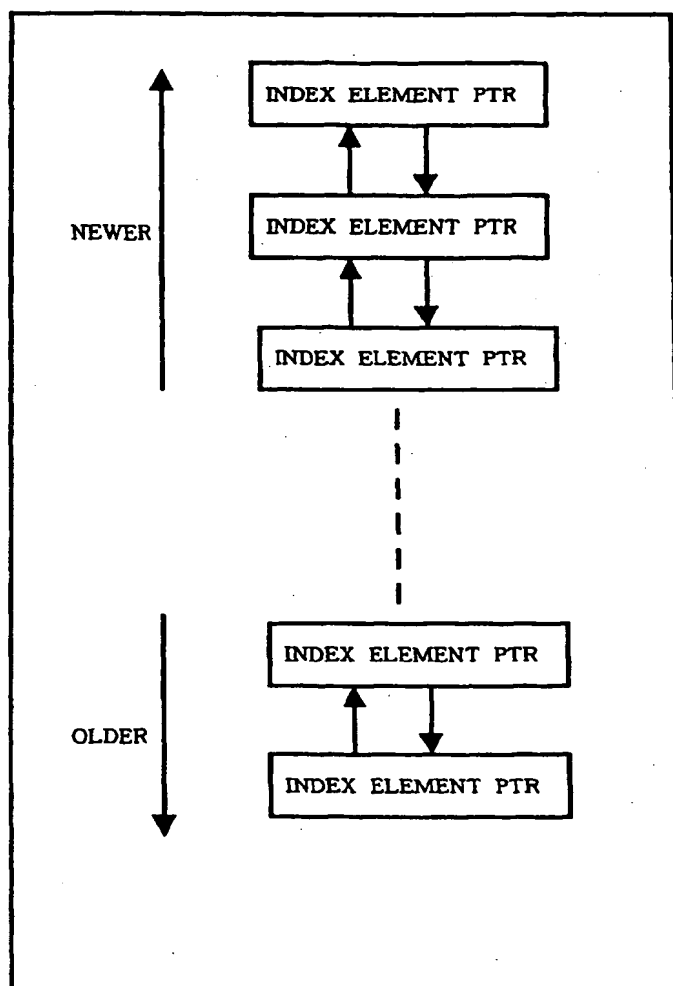 INDEX ELEMENT PTR
INDEX ELEMENT PTR
NEWER
INDEX ELEMENT PTR
INDEX ELEMENT PTR
OLDER
INDEX ELEMENT PTR